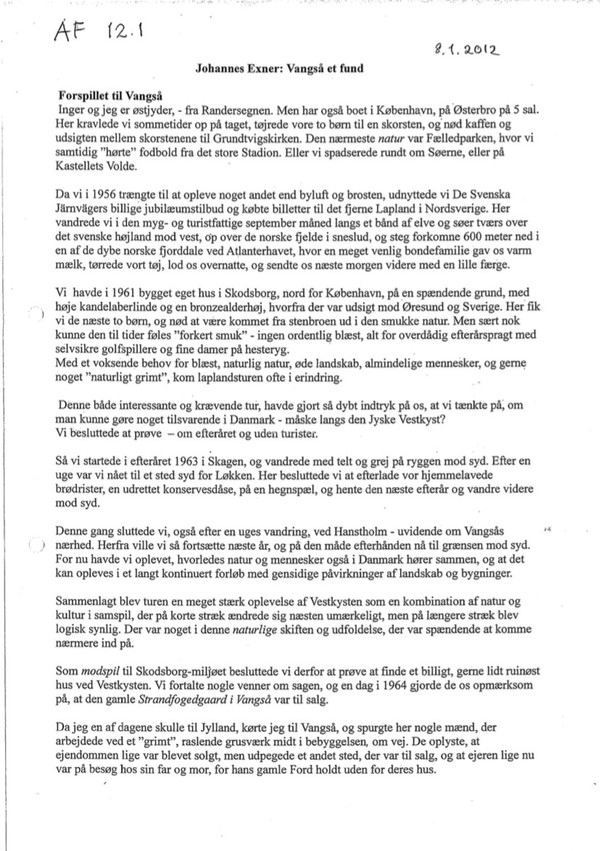 AF 12.1
8.1.2012
Johannes Exner: Vangså et fund
Forspillet til Vangså
Inger og jeg er østjyder, - fra Randersegnen. Men har også boet i København, på Østerbro på 5 sal.
Her kravlede vi sommetider op på taget, tøjrede vore to børn til en skorsten, og nød kaffen og
udsigten mellem skorstenene til Grundtvigskirken. Den nærmeste natur var Fælledparken, hvor vi
samtidig "hørte" fodbold fra det store Stadion. Eller vi spadserede rundt om Søerne, eller på
Kastellets Volde.
Da vi i 1956 trængte til at opleve noget andet end byluft og brosten, udnyttede vi De Svenska
Järnvägers billige jubilæumstilbud og købte billetter til det fjerne Lapland i Nordsverige. Her
vandrede vi i den myg- og turistfattige september måned langs et bånd af elve og søer tværs over
det svenske højland mod vest, op over de norske fjelde i sneslud, og steg forkomne 600 meter ned i
en af de dybe norske fjorddale ved Atlanterhavet, hvor en meget venlig bondefamilie gav os varm
mælk, tørrede vort tøj, lod os overnatte, og sendte os næste morgen videre med en lille færge.
Vi havde i 1961 bygget eget hus i Skodsborg, nord for København, på en spændende grund, med
høje kandelaberlinde og en bronzealderhøj, hvorfra der var udsigt mod Øresund og Sverige. Her fik
vi de næste to børn, og nød at være kommet fra stenbroen ud i den smukke natur. Men sært nok
kunne den til tider føles "forkert smuk" - ingen ordentlig blæst, alt for overdådig efterårspragt med
selvsikre golfspillere og fine damer på hesteryg.
Med et voksende behov for blæst, naturlig natur, øde landskab, almindelige mennesker, og gerne
noget "naturligt grimt", kom laplandsturen ofte i erindring.
Denne både interessante og krævende tur, havde gjort så dybt indtryk på os, at vi tænkte på, om
man kunne gøre noget tilsvarende i Danmark - måske langs den Jyske Vestkyst?
Vi besluttede at prøve – om efteråret og uden turister.
Så vi startede i efteråret 1963 i Skagen, og vandrede med telt og grej på ryggen mod syd. Efter en
uge var vi nået til et sted syd for Løkken. Her besluttede vi at efterlade vor hjemmelavede
brødrister, en udrettet konservesdåse, på en hegnspæl, og hente den næste efterår og vandre videre
mod syd.
Denne gang sluttede vi, også efter en uges vandring, ved Hanstholm - uvidende om Vangsås
nærhed. Herfra ville vi så fortsætte næste år, og på den måde efterhånden nå til grænsen mod syd.
For nu havde vi oplevet, hvorledes natur og mennesker også i Danmark hører sammen, og at det
kan opleves i et langt kontinuert forløb med gensidige påvirkninger af landskab og bygninger.
Sammenlagt blev turen en meget stærk oplevelse af Vestkysten som en kombination af natur og
kultur i samspil, der på korte stræk ændrede sig næsten umærkeligt, men på længere stræk blev
logisk synlig. Der var noget i denne naturlige skiften og udfoldelse, der var spændende at komme
nærmere ind på.
Som modspil til Skodsborg-miljøet besluttede vi derfor at prøve at finde et billigt, gerne lidt ruinøst
hus ved Vestkysten. Vi fortalte nogle venner om sagen, og en dag i 1964 gjorde de os opmærksom
på, at den gamle Strandfogedgaard i Vangså var til salg.
Da jeg en af dagene skulle til Jylland, kørte jeg til Vangså, og spurgte her nogle mænd, der
arbejdede ved et "grimt", raslende grusværk midt i bebyggelsen, om vej. De oplyste, at
ejendommen lige var blevet solgt, men udpegede et andet sted, der var til salg, og at ejeren lige nu
var på besøg hos sin far og mor, for hans gamle Ford holdt uden for deres hus.